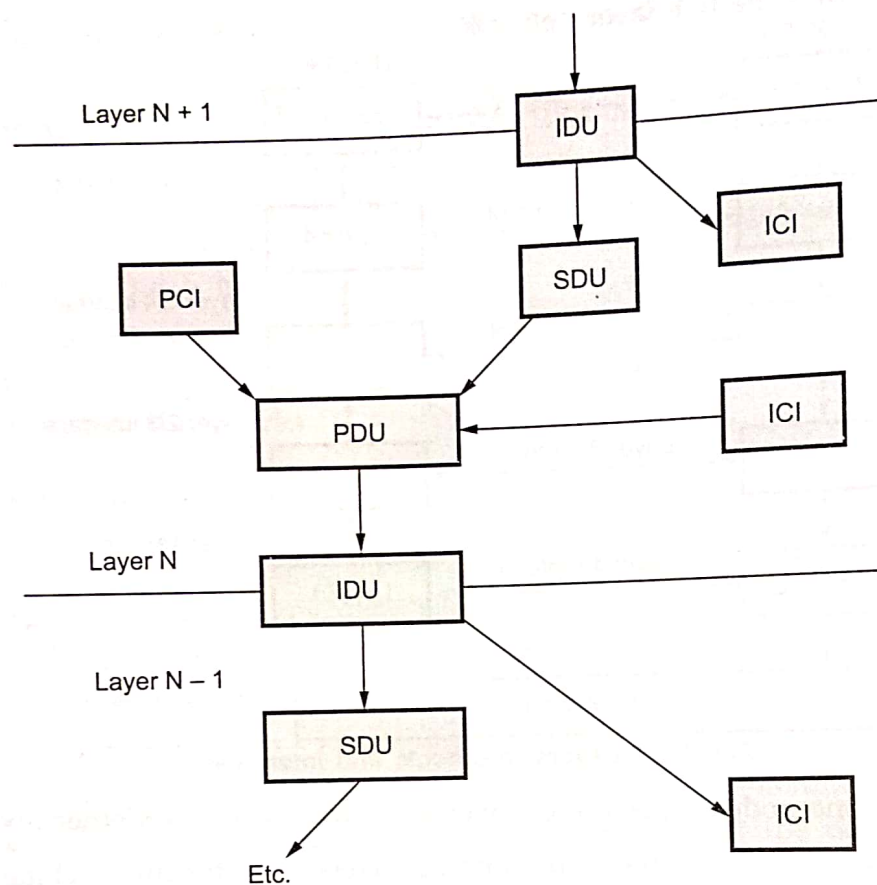 Layer N + 1
IDU
ICI
SDU
PCI
ICI
PDU
Layer N
IDU
Layer N – 1
SDU
ICI
Etc.